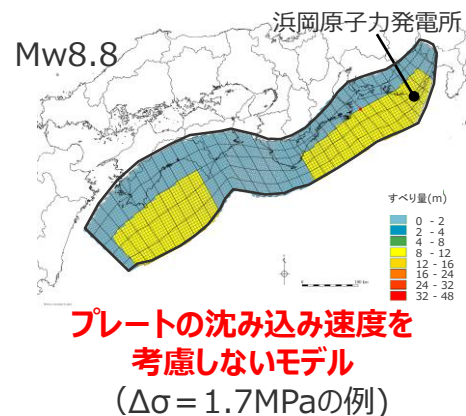 浜岡原子力発電所
Mw8.8
すべり量(m)
0 - 2
2 - 4
4 - 8
8 - 12
12 - 16
16 - 24
24 - 32
32 - 48
プレートの沈み込み速度を
考慮しないモデル
(Δσ=1.7MPaの例)